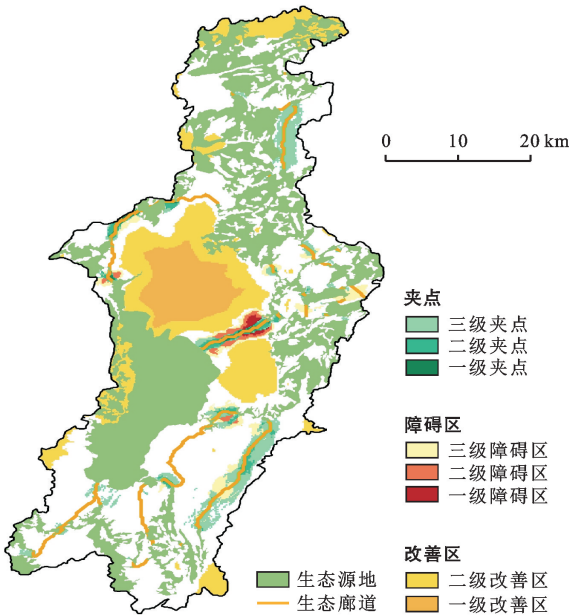 0 10 20 km
夹点
三级夹点
二级夹点
一级夹点
障碍区
三级障碍区
二级障碍区
一级障碍区
改善区
二级改善区
一级改善区
生态源地
生态廊道